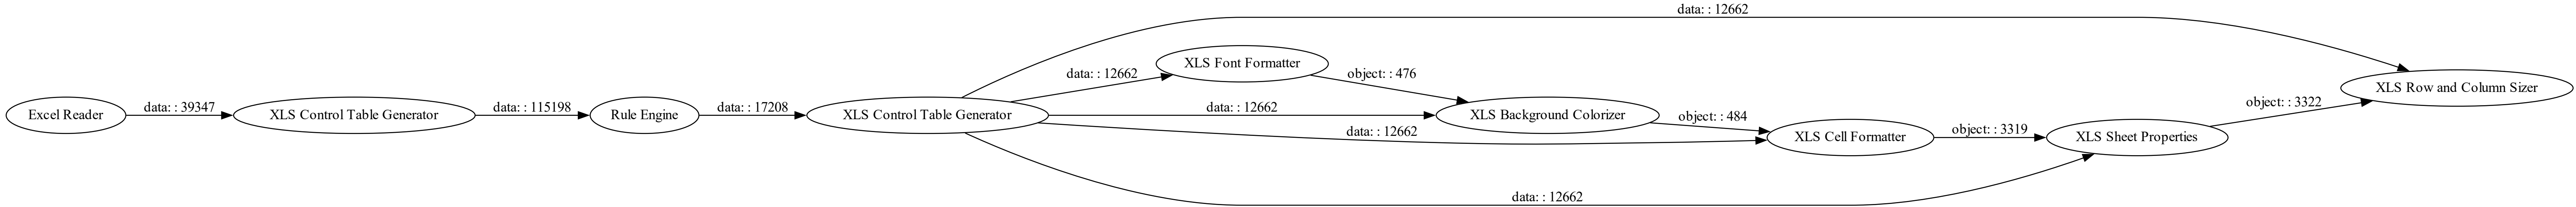 Excel Reader
data: : 39347
XLS Control Table Generator
data: : 115198
Rule Engine
data: : 17208
XLS Control Table Generator
data: : 12662
data: : 12662
XLS Font Formatter
object: : 476
data: : 12662
XLS Background Colorizer
data: : 12662
object: : 484
XLS Cell Formatter
object: : 3319
data: : 12662
XLS Sheet Properties
object: : 3322
XLS Row and Column Sizer